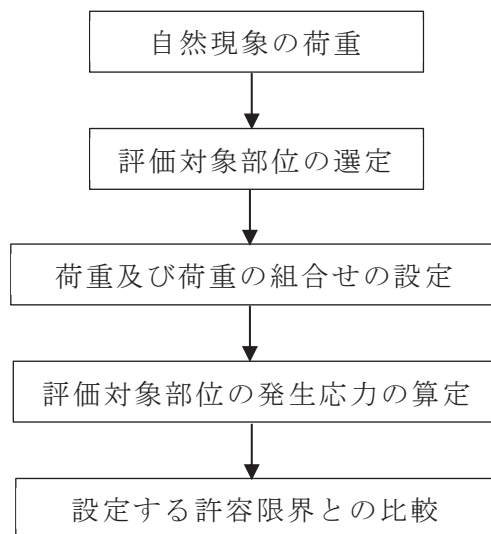 自然現象の荷重
評価対象部位の選定
荷重及び荷重の組合せの設定
評価対象部位の発生応力の算定
設定する許容限界との比較